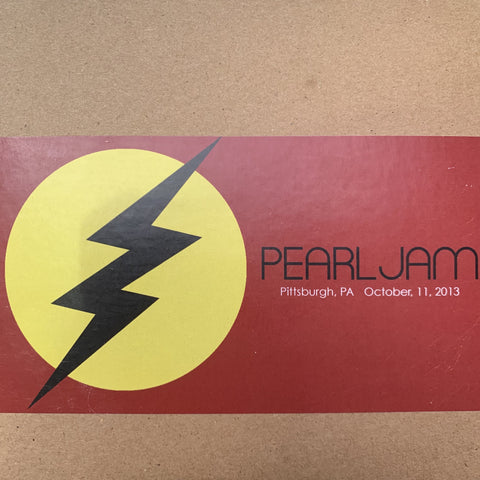 PEARLJAM
Pittsburgh, PA October, 11, 2013